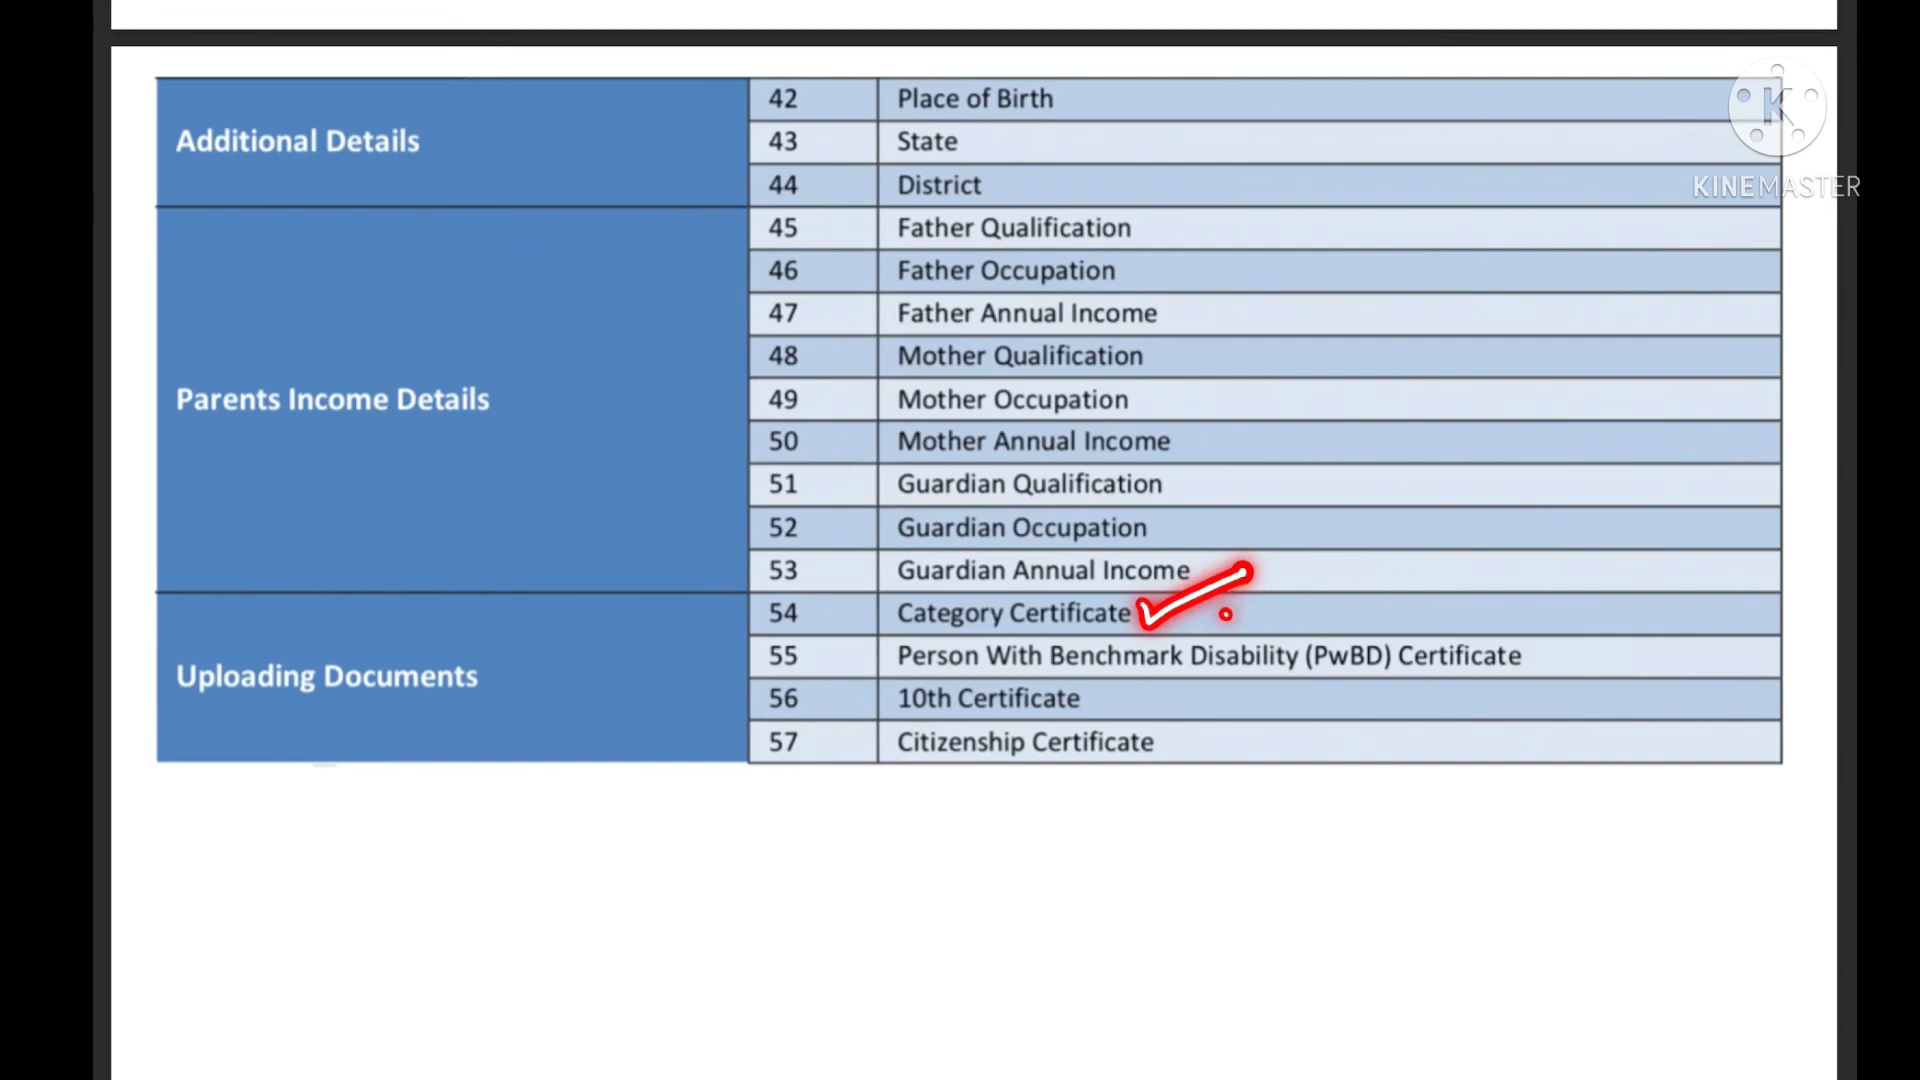 K
KINEMASTER
Additional Details
42 Place of Birth
43 State
44 District
Parents Income Details
45 Father Qualification
46 Father Occupation
47 Father Annual Income
48 Mother Qualification
49 Mother Occupation
50 Mother Annual Income
51 Guardian Qualification
52 Guardian Occupation
53 Guardian Annual Income
Uploading Documents
54 Category Certificate
55 Person With Benchmark Disability (PwBD) Certificate
56 10th Certificate
57 Citizenship Certificate